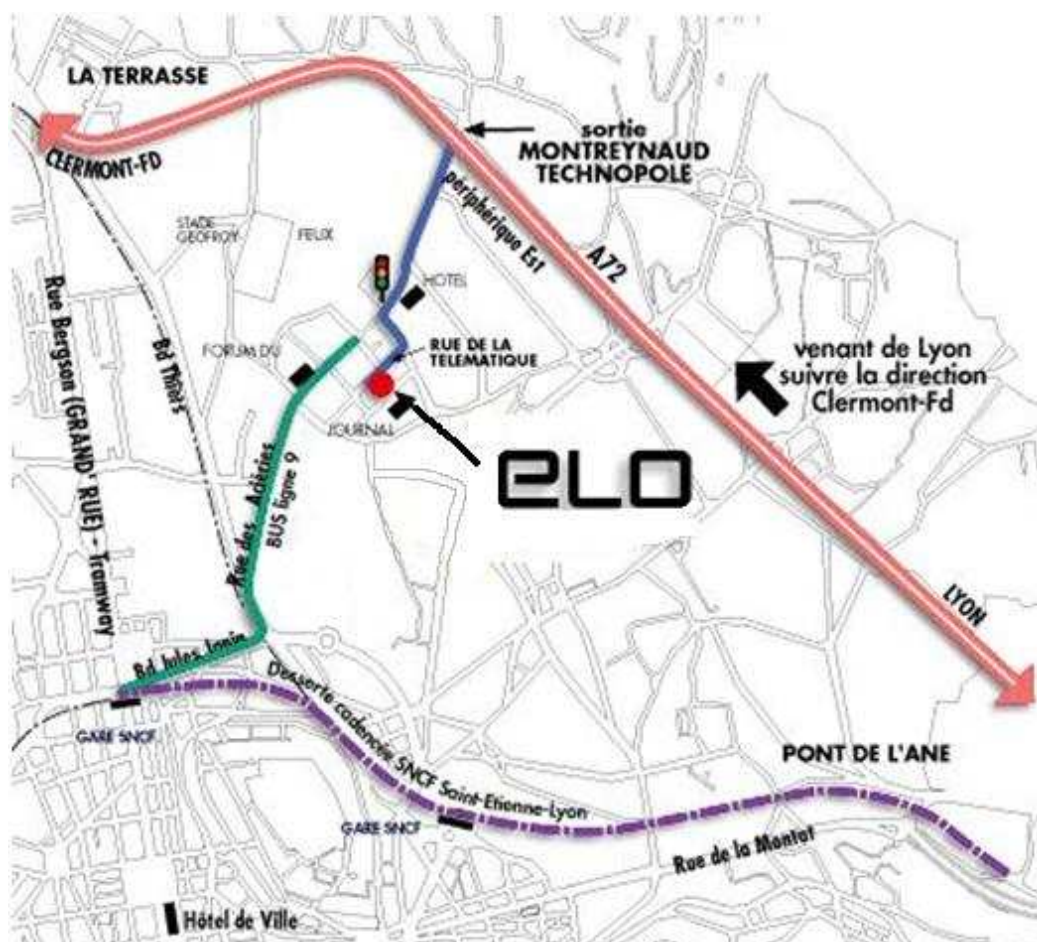 LA TERRASSE
CLERMONT-FD
sortie
MONTREYNAUD
TECHNOPOLE
périphérique Est
A72
STADE
GEOFROY
FELIX
HOTEL
Rue Bergson (GRAND' RUE) - Tramway
Bd Thiers
FORUM DU
RUE DE LA
TELEMATIQUE
venant de Lyon
suivre la direction
Clermont-Fd
JOURNAL
eLO
Rue des Aciéries
BUS ligne 9
LYON
Bd Jules Janin
Desserte cadencée SNCF Saint-Etienne-Lyon
GARE SNCF
PONT DE L'ANE
GARE SNCF
Rue de la Montat
Hôtel de Ville